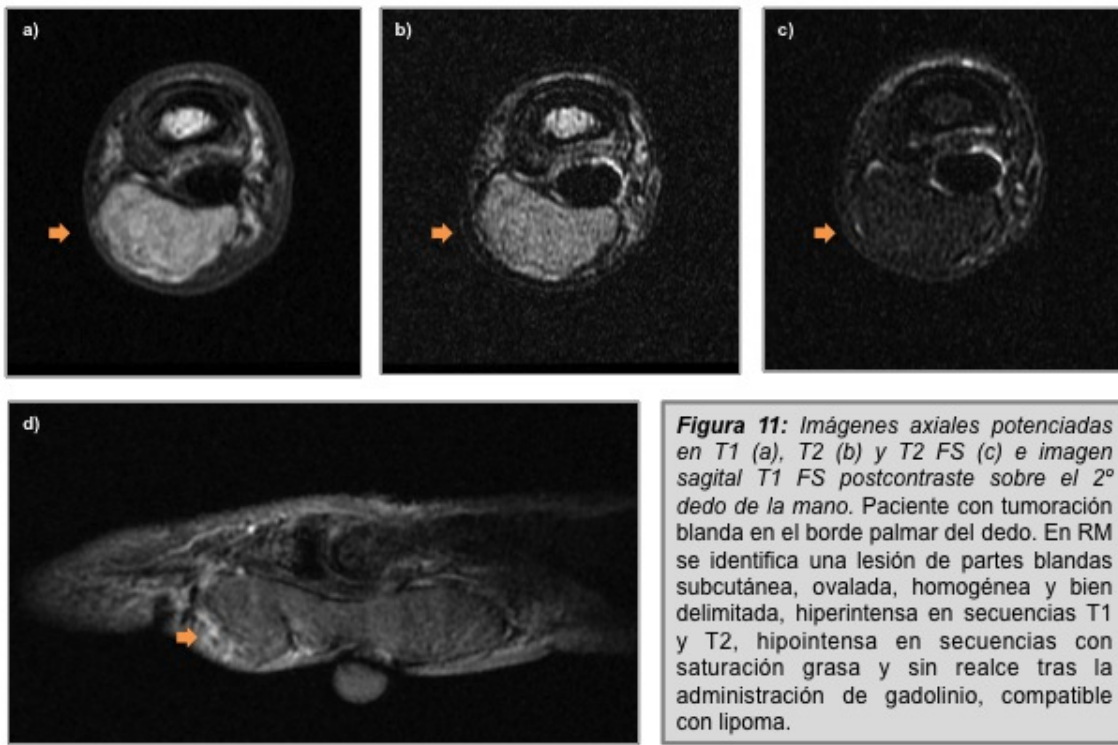 a)
b)
c)
d)
Figura 11: Imágenes axiales potenciadas
en T1 (a), T2 (b) y T2 FS (c) e imagen
sagital T1 FS postcontraste sobre el 2º
dedo de la mano. Paciente con tumoración
blanda en el borde palmar del dedo. En RM
se identifica una lesión de partes blandas
subcutánea, ovalada, homogénea y bien
delimitada, hiperintensa en secuencias T1
y T2, hipointensa en secuencias con
saturación grasa y sin realce tras la
administración de gadolinio, compatible
con lipoma.